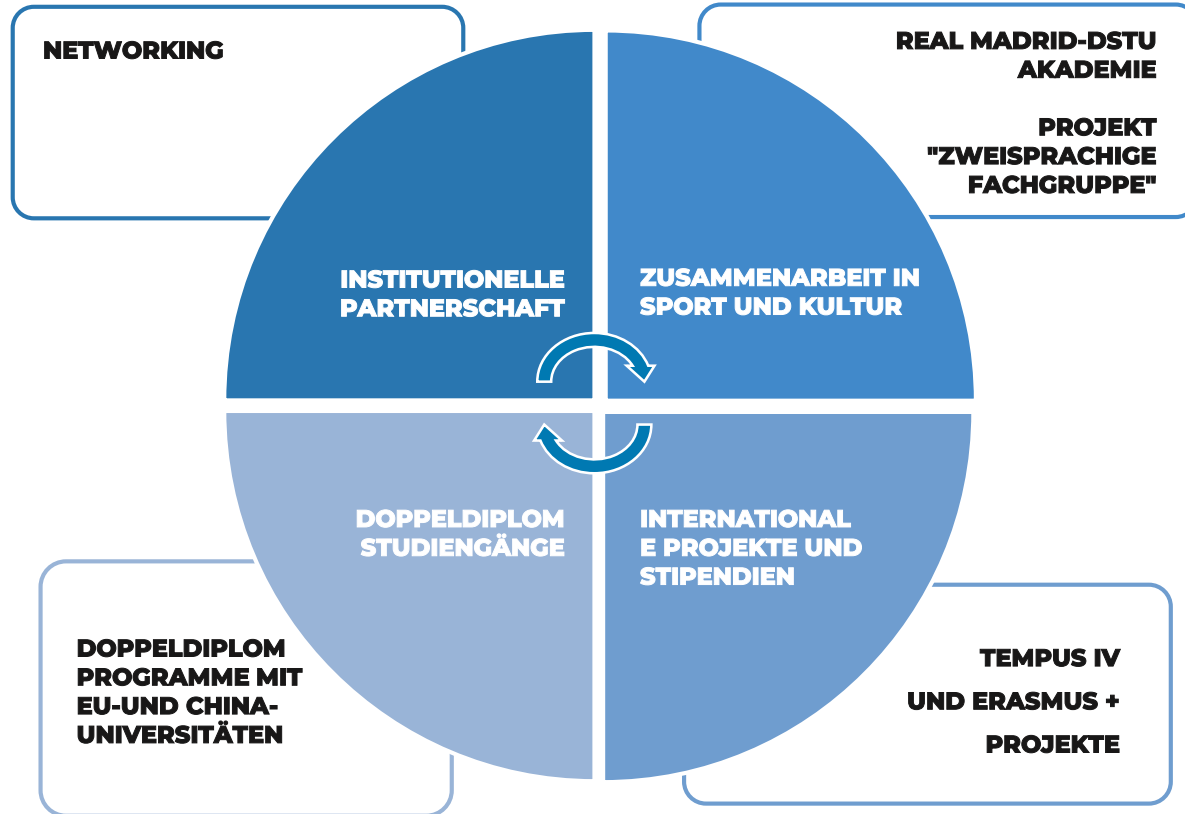 NETWORKING
REAL MADRID-DSTU
AKADEMIE
PROJEKT
"ZWEISPRACHIGE
FACHGRUPPE"
INSTITUTIONELLE
PARTNERSCHAFT
ZUSAMMENARBEIT IN
SPORT UND KULTUR
DOPPELDIPLOM
STUDIENGÄNGE
INTERNATIONAL
E PROJEKTE UND
STIPENDIEN
DOPPELDIPLOM
PROGRAMME MIT
EU-UND CHINA-
UNIVERSITÄTEN
TEMPUS IV
UND ERASMUS +
PROJEKTE